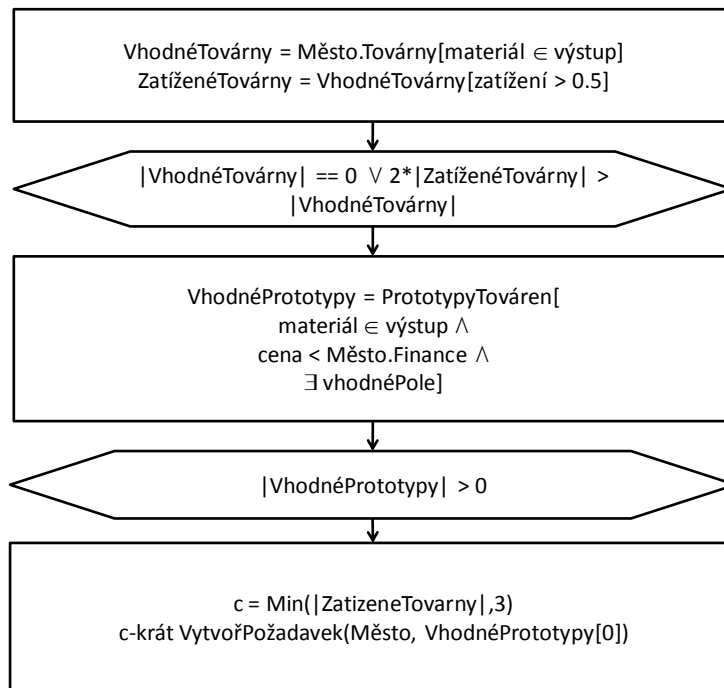 VhodnéTovárny = Město.Továrny[materiál ∈ výstup]
ZatíženéTovárny = VhodnéTovárny[zatížení > 0.5]
|VhodnéTovárny| == 0 ∨ 2*|ZatíženéTovárny| >
|VhodnéTovárny|
VhodnéPrototypy = PrototypyTováren[
materiál ∈ výstup ∧
cena < Město.Finance ∧
∃ vhodnéPole]
|VhodnéPrototypy| > 0
c = Min(|ZatizeneTovarny|,3)
c-krát VytvořPožadavek(Město, VhodnéPrototypy[0])